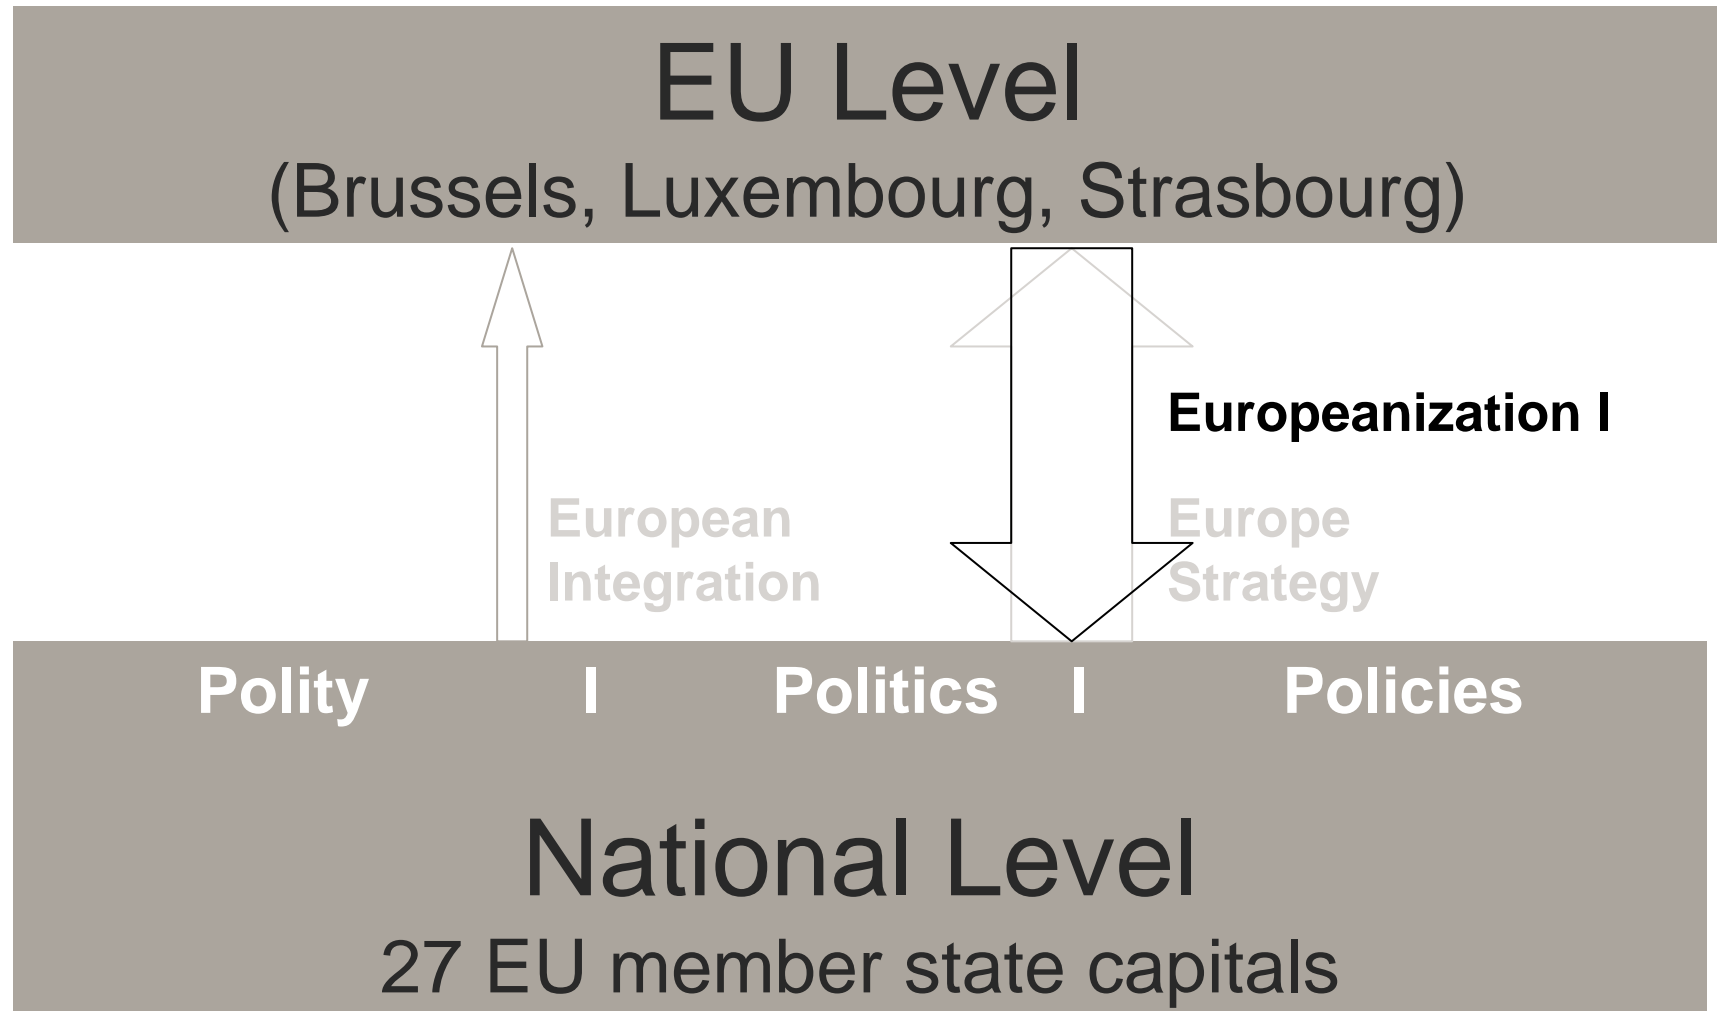 EU Level
(Brussels, Luxembourg, Strasbourg)
Europeanization I
European
Integration
Europe
Strategy
Polity I Politics I Policies
National Level
27 EU member state capitals